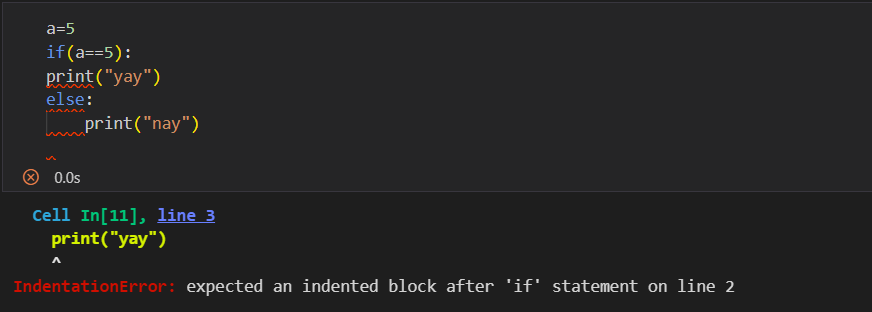 a=5
if(a==5):
print("yay")
else:
    print("nay")
0.0s
Cell In[11], line 3
    print("yay")
    ^
IndentationError: expected an indented block after 'if' statement on line 2